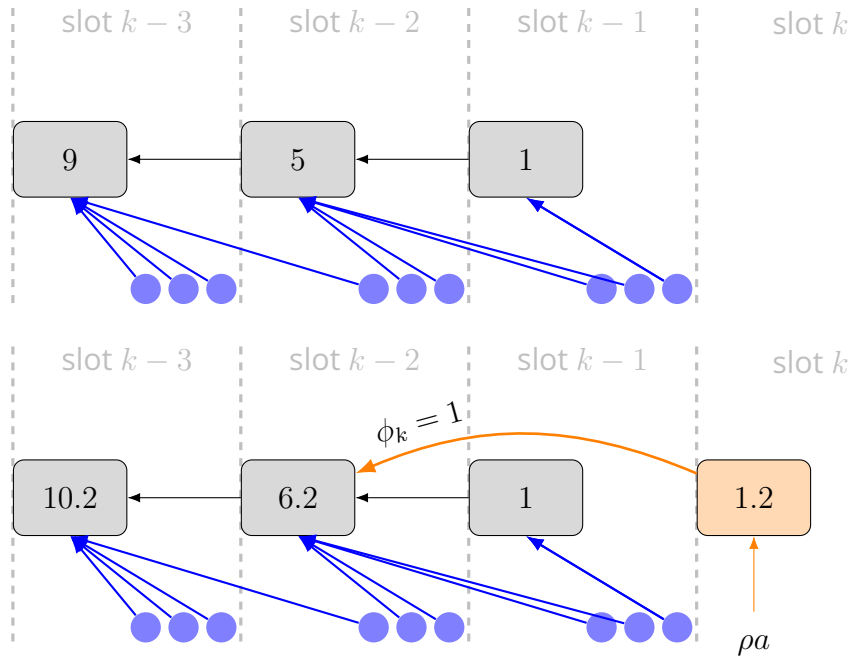 slot k − 3 slot k − 2 slot k − 1 slot k
9 5 1
slot k − 3 slot k − 2 slot k − 1 slot k
ϕₖ = 1
10.2 6.2 1 1.2
ρa